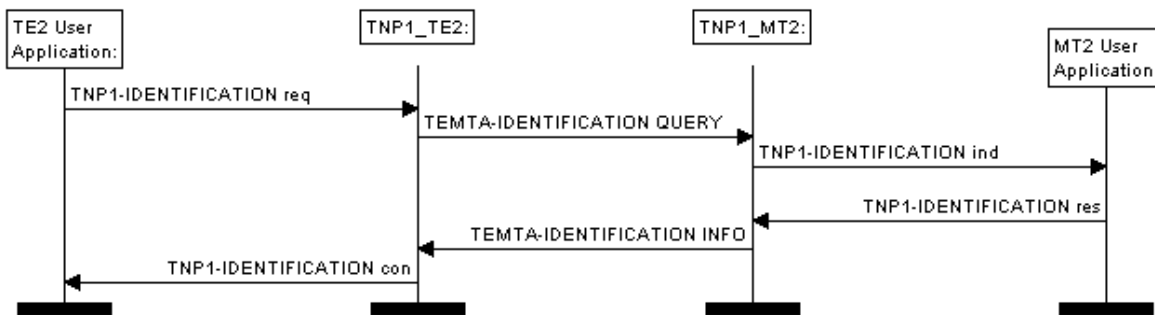 TE2 User
Application:
TNP1_TE2:
TNP1_MT2:
MT2 User
Application
TNP1-IDENTIFICATION req
TEMTA-IDENTIFICATION QUERY
TNP1-IDENTIFICATION ind
TNP1-IDENTIFICATION res
TEMTA-IDENTIFICATION INFO
TNP1-IDENTIFICATION con